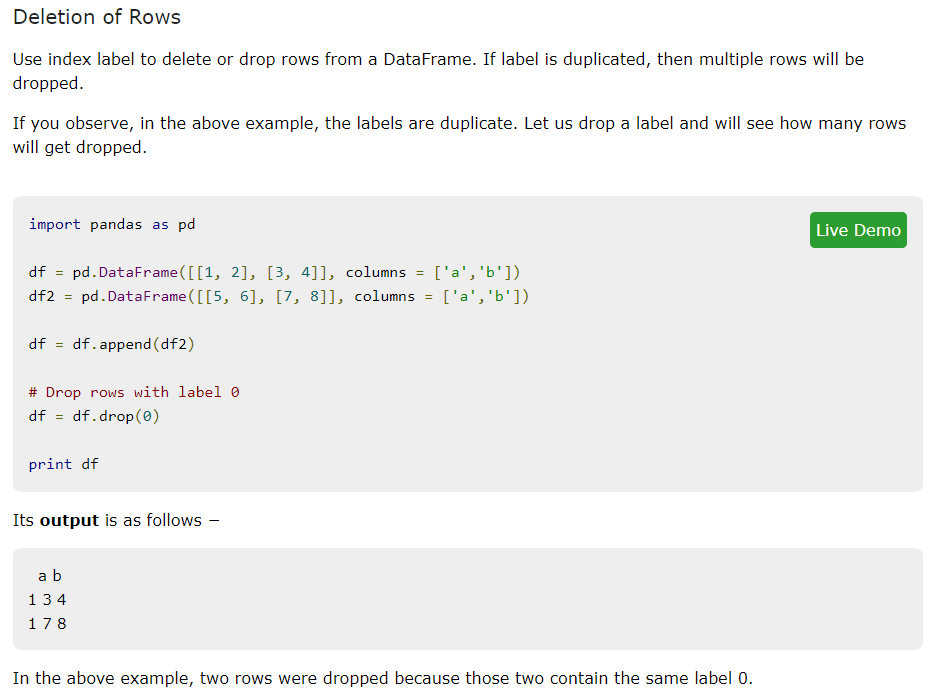 Deletion of Rows
Use index label to delete or drop rows from a DataFrame. If label is duplicated, then multiple rows will be
dropped.
If you observe, in the above example, the labels are duplicate. Let us drop a label and will see how many rows
will get dropped.
import pandas as pd
Live Demo
df = pd.DataFrame([[1, 2], [3, 4]], columns = ['a','b'])
df2 = pd.DataFrame([[5, 6], [7, 8]], columns = ['a','b'])
df = df.append(df2)
# Drop rows with label 0
df = df.drop(0)
print df
Its output is as follows −
a b
1 3 4
1 7 8
In the above example, two rows were dropped because those two contain the same label 0.